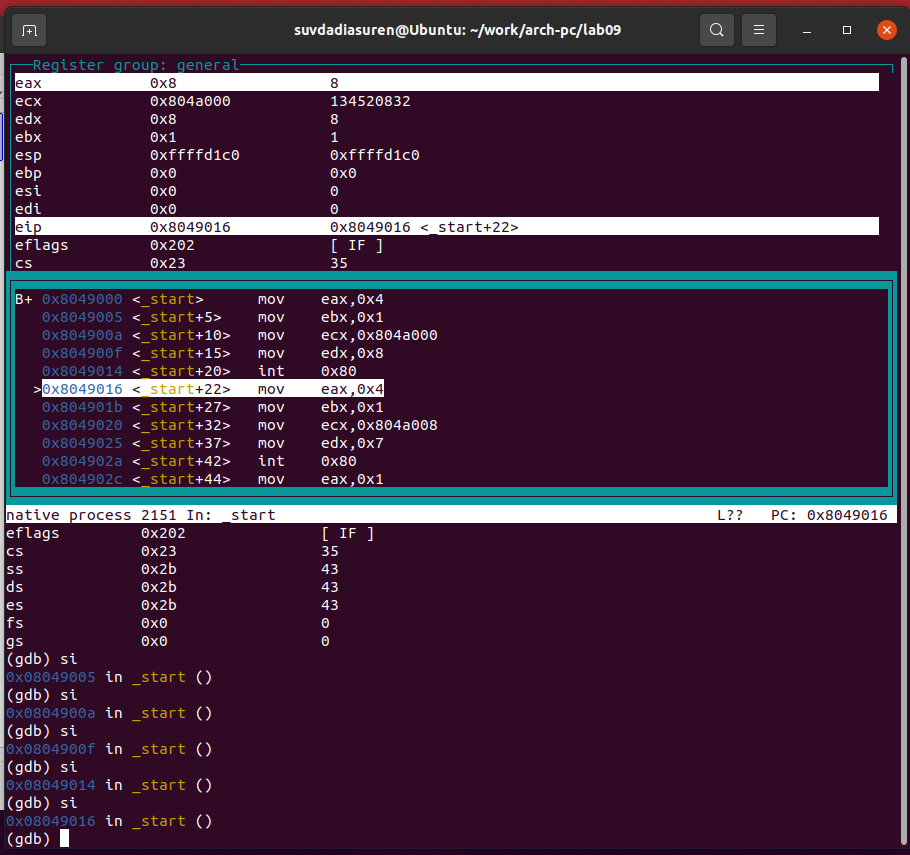 suvdadiasuren@Ubuntu: ~/work/arch-pc/lab09
Register group: general
eax 0x8 8
ecx 0x804a000 134520832
edx 0x8 8
ebx 0x1 1
esp 0xffffd1c0 0xffffd1c0
ebp 0x0 0x0
esi 0x0 0
edi 0x0 0
eip 0x8049016 0x8049016 <_start+22>
eflags 0x202 [ IF ]
cs 0x23 35
B+ 0x8049000 <_start> mov eax,0x4
0x8049005 <_start+5> mov ebx,0x1
0x804900a <_start+10> mov ecx,0x804a000
0x804900f <_start+15> mov edx,0x8
0x8049014 <_start+20> int 0x80
>0x8049016 <_start+22> mov eax,0x4
0x804901b <_start+27> mov ebx,0x1
0x8049020 <_start+32> mov ecx,0x804a008
0x8049025 <_start+37> mov edx,0x7
0x804902a <_start+42> int 0x80
0x804902c <_start+44> mov eax,0x1
native process 2151 In: _start L?? PC: 0x8049016
eflags 0x202 [ IF ]
cs 0x23 35
ss 0x2b 43
ds 0x2b 43
es 0x2b 43
fs 0x0 0
gs 0x0 0
(gdb) si
0x08049005 in _start ()
(gdb) si
0x0804900a in _start ()
(gdb) si
0x0804900f in _start ()
(gdb) si
0x08049014 in _start ()
(gdb) si
0x08049016 in _start ()
(gdb)